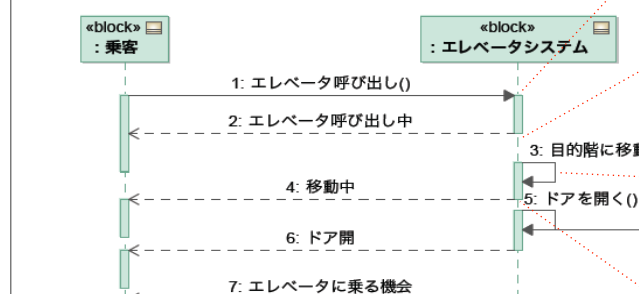 «block»
: 乗客
«block»
: エレベータシステム
1: エレベータ呼び出し()
2: エレベータ呼び出し中
3: 目的階に移動
4: 移動中
5: ドアを開く()
6: ドア開
7: エレベータに乗る機会